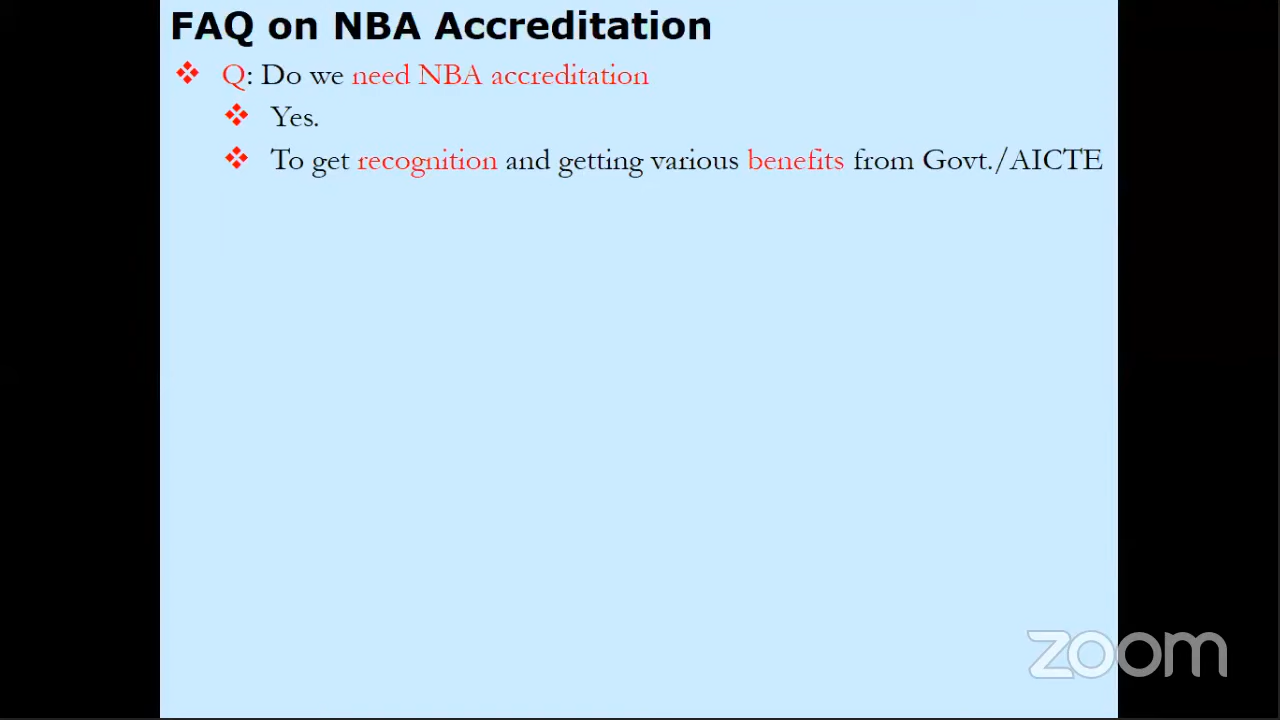 FAQ on NBA Accreditation
Q: Do we need NBA accreditation
Yes.
To get recognition and getting various benefits from Govt./AICTE
zoom